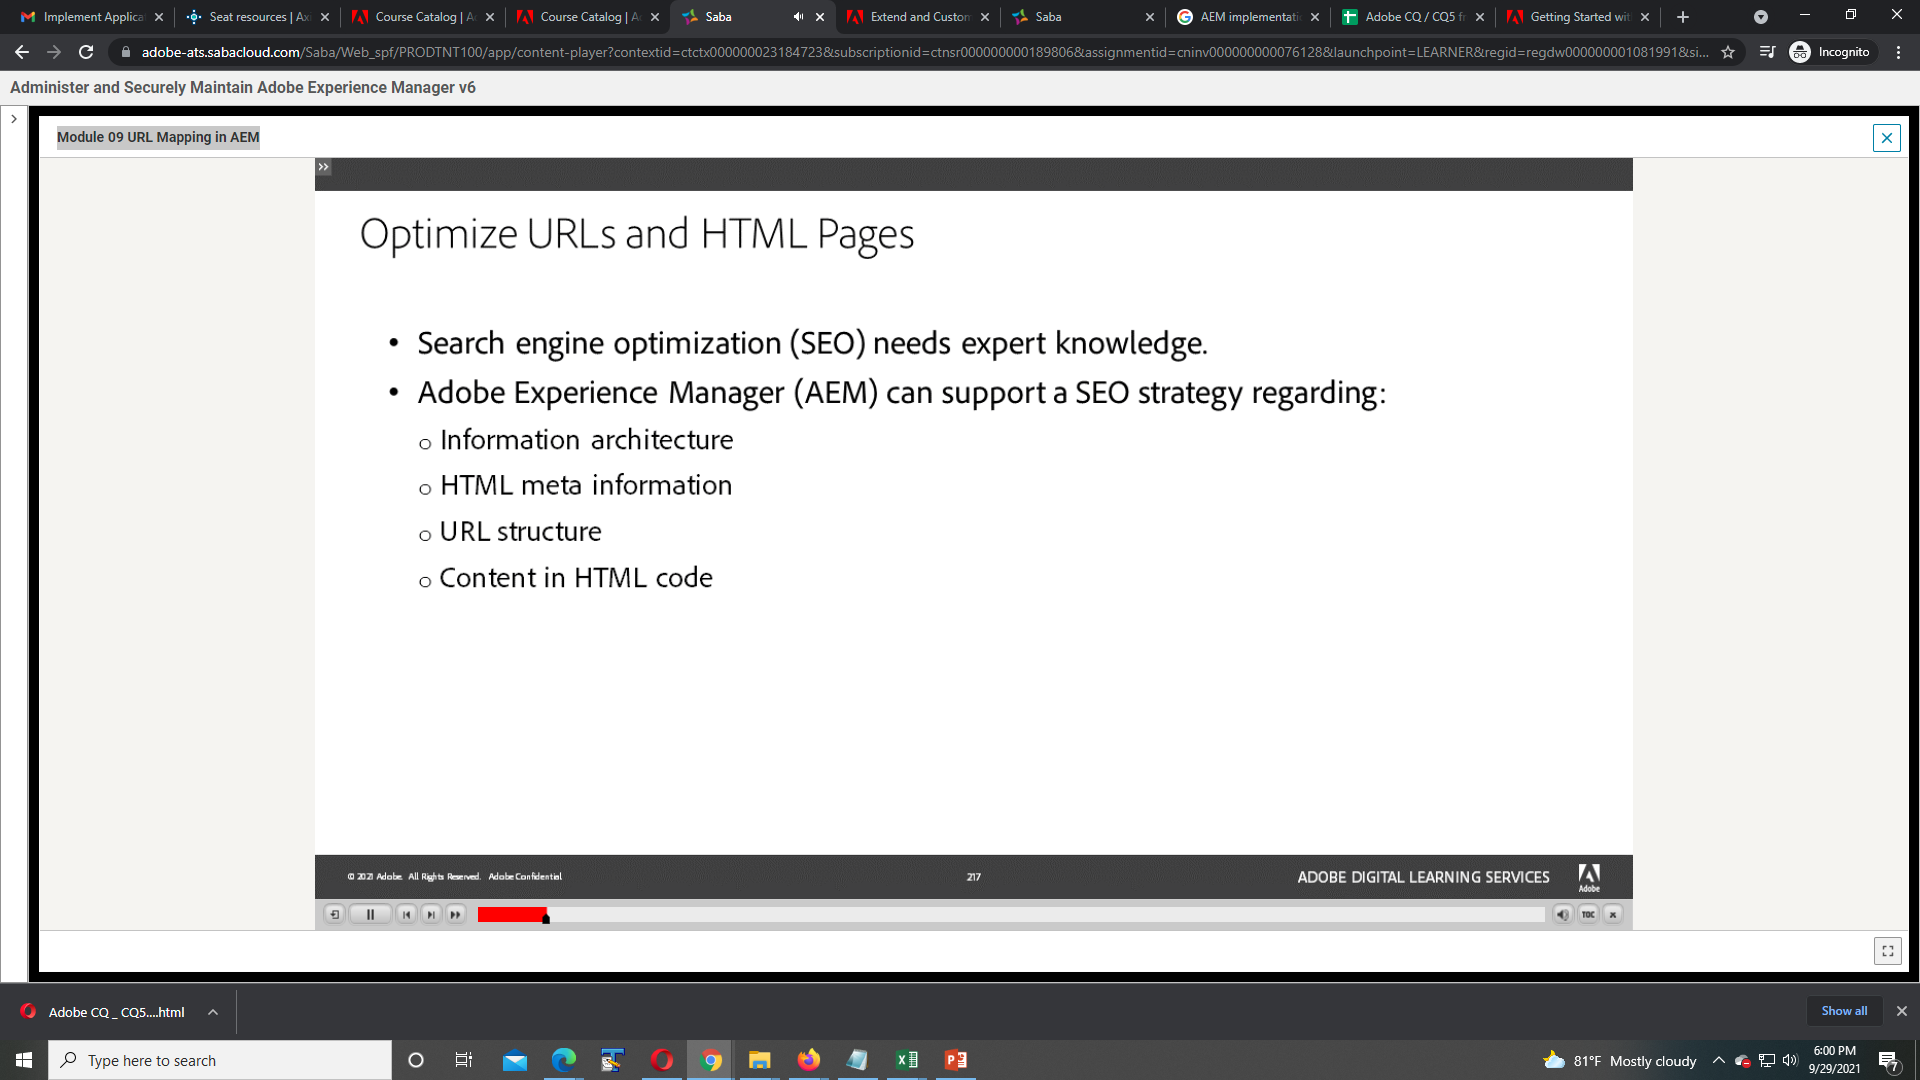 Implement Applica
Seat resources | Ax
Course Catalog | A
Course Catalog | A
Saba
Extend and Custom
Saba
AEM implementati
Adobe CQ / CQ5 fr
Getting Started wit
adobe-ats.sabacloud.com/Saba/Web_spf/PRODTNT100/app/content-player?contextid=ctctx000000023184723&subscriptionid=ctnsr000000000189806&assignmentid=cninv000000000076128&launchpoint=LEARNER&regid=regdw000000001081991&si...
Incognito
Administer and Securely Maintain Adobe Experience Manager v6
Module 09 URL Mapping in AEM
Optimize URLs and HTML Pages
• Search engine optimization (SEO) needs expert knowledge.
• Adobe Experience Manager (AEM) can support a SEO strategy regarding:
o Information architecture
o HTML meta information
o URL structure
o Content in HTML code
© 2021 Adobe. All Rights Reserved. Adobe Confidential
217
ADOBE DIGITAL LEARNING SERVICES
Adobe
TOC
Adobe CQ _ CQ5....html
Show all
Type here to search
81°F Mostly cloudy
6:00 PM
9/29/2021
7